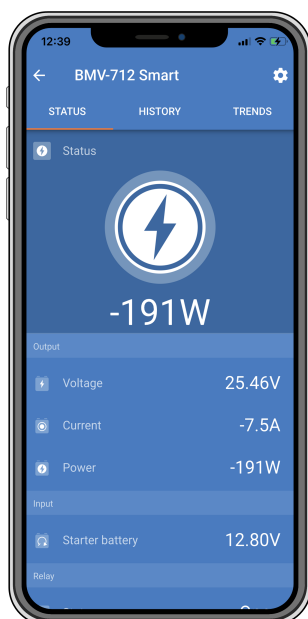 12:39
BMV-712 Smart
STATUS HISTORY TRENDS
Status
-191W
Output
Voltage 25.46V
Current -7.5A
Power -191W
Input
Starter battery 12.80V
Relay